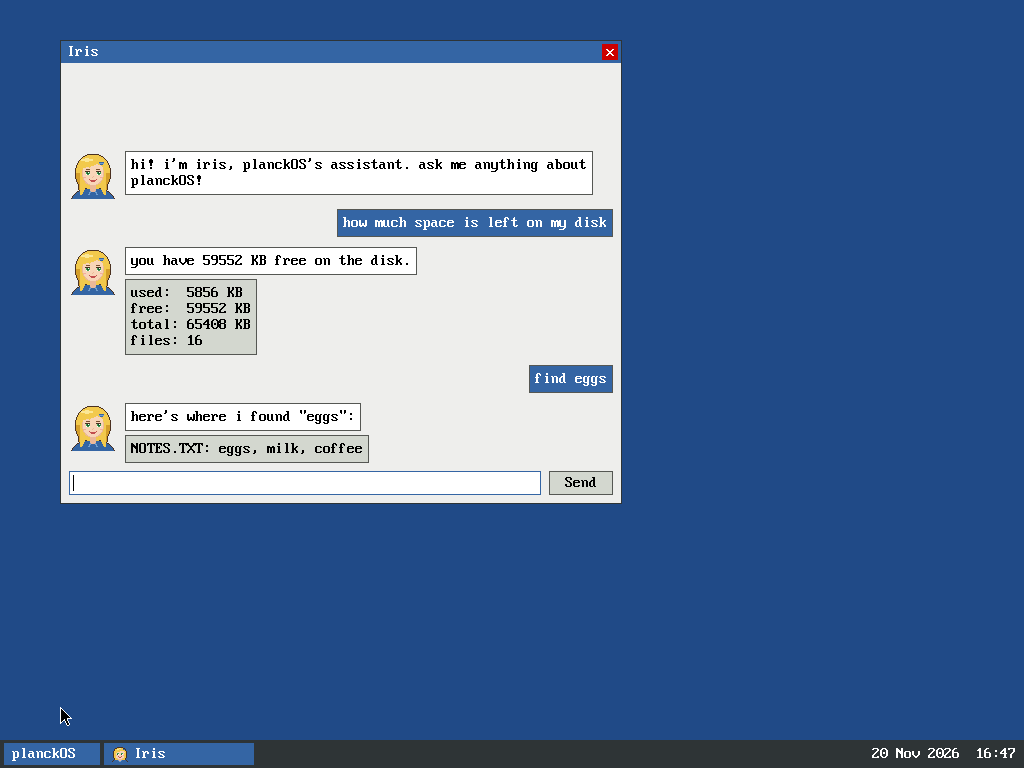 Iris
hi! i'm iris, planckOS's assistant. ask me anything about
planckOS!
how much space is left on my disk
you have 59552 KB free on the disk.
used:  5856 KB
free:  59552 KB
total: 65408 KB
files: 16
find eggs
here's where i found "eggs":
NOTES.TXT: eggs, milk, coffee
Send
planckOS
Iris
20 Nov 2026  16:47